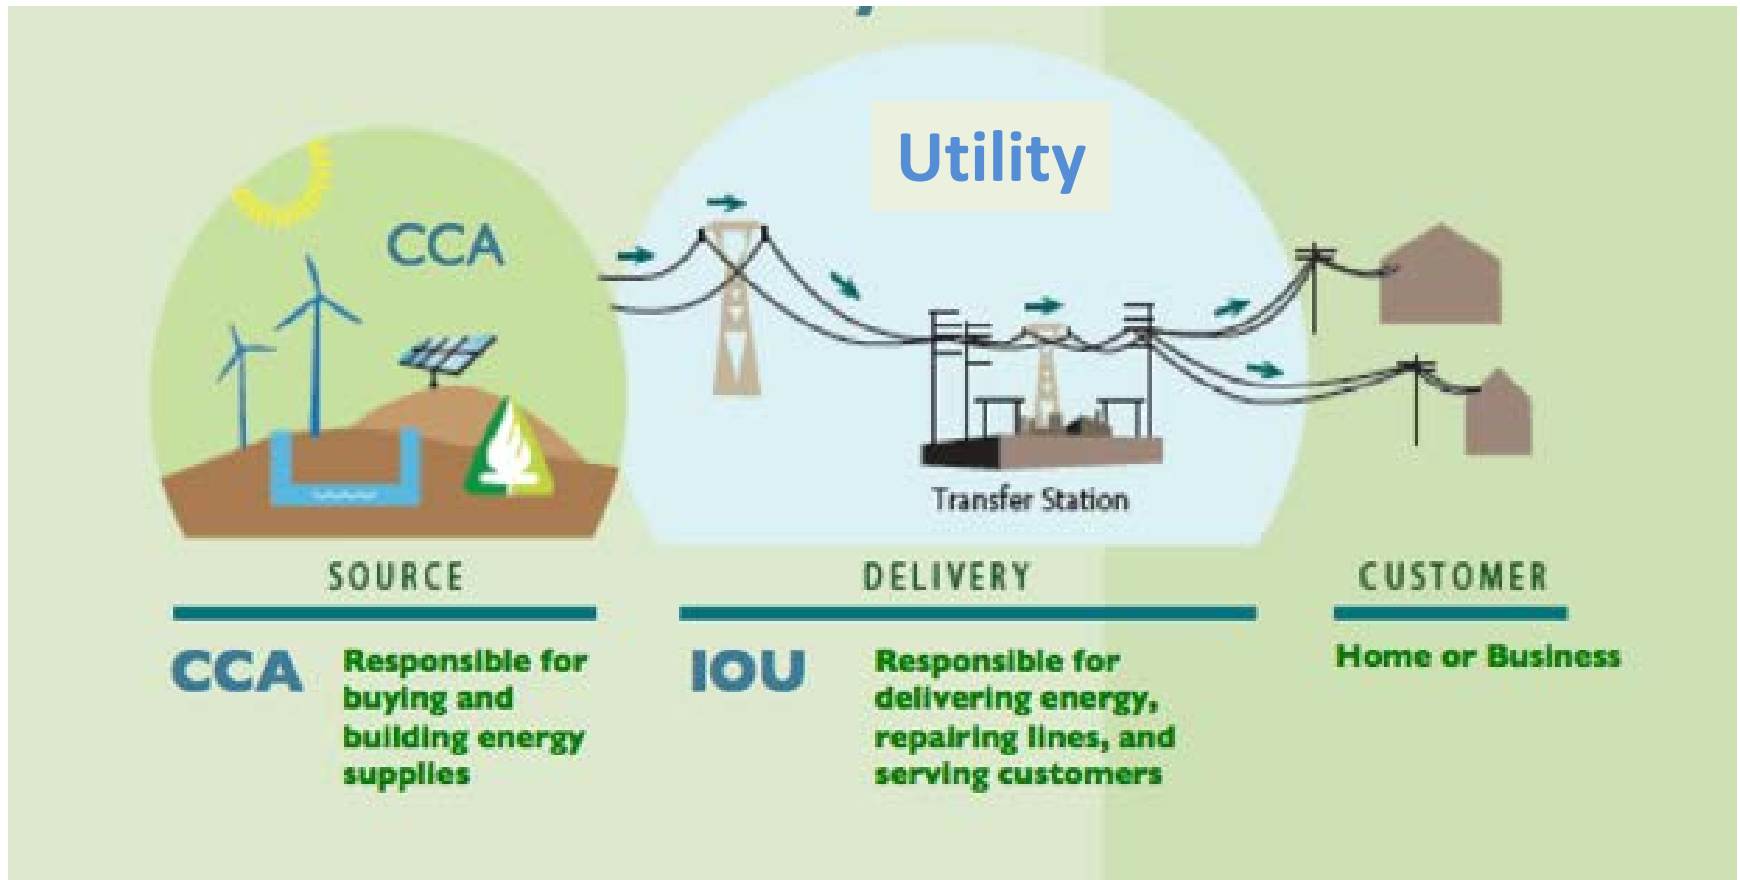 Utility
CCA
Transfer Station
SOURCE
DELIVERY
CUSTOMER
CCA
Responsible for
buying and
building energy
supplies
IOU
Responsible for
delivering energy,
repairing lines, and
serving customers
Home or Business